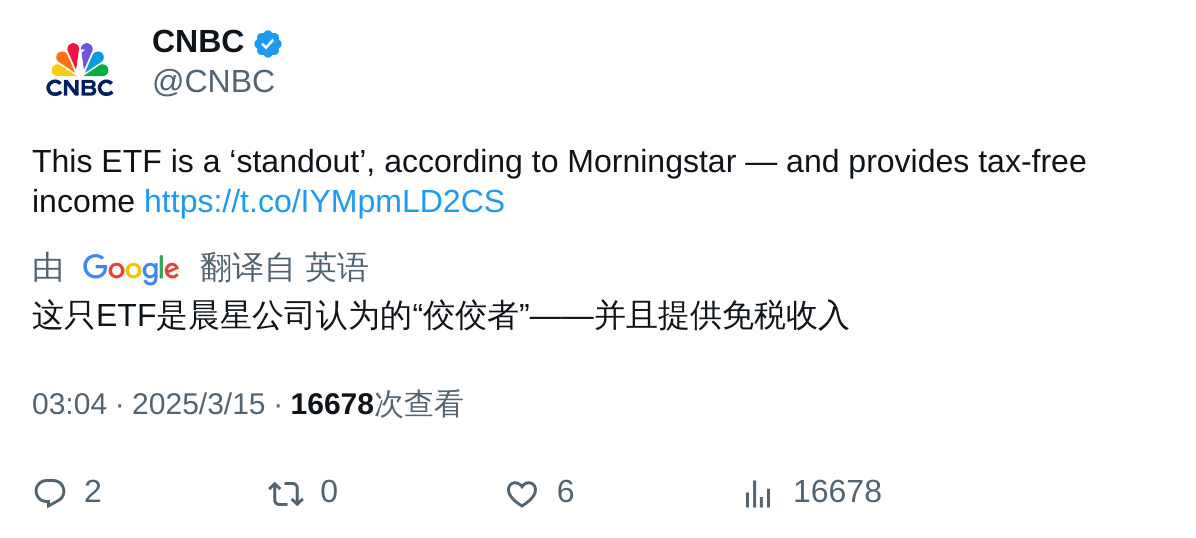 CNBC
CNBC
@CNBC
This ETF is a ‘standout’, according to Morningstar — and provides tax-free
income https://t.co/IYMpmLD2CS
由 Google 翻译自 英语
这只ETF是晨星公司认为的“佼佼者”——并且提供免税收入
03:04 · 2025/3/15 · 16678次查看
2 0 6 16678